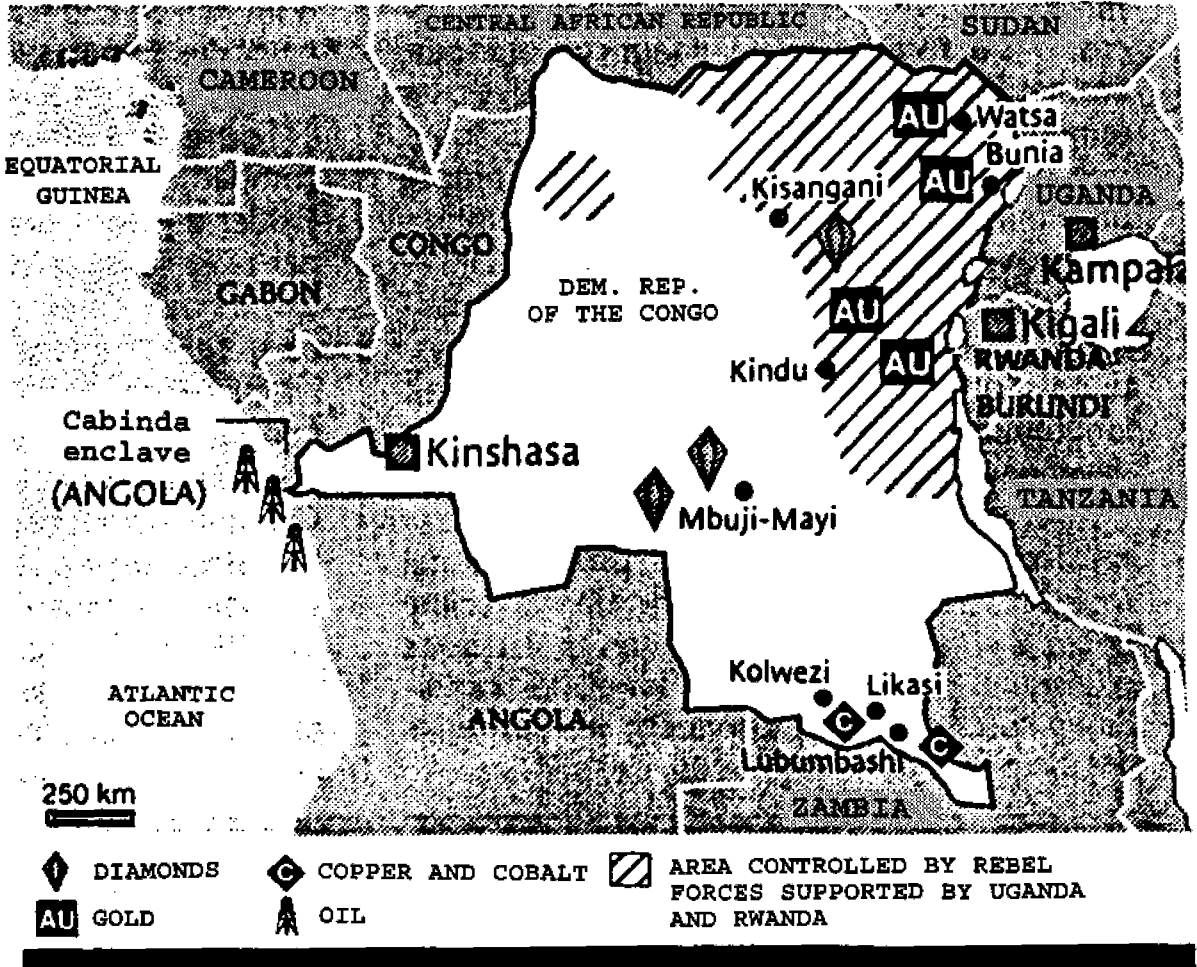 CENTRAL AFRICAN REPUBLIC
SUDAN
CAMEROON
AU
Watsa
Bunia
EQUATORIAL
GUINEA
AU
Kisangani
UGANDA
CONGO
Kampala
GABON
DEM. REP.
OF THE CONGO
AU
Kigali
Kindu
AU
RWANDA
BURUNDI
Cabinda
enclave
(ANGOLA)
Kinshasa
TANZANIA
Mbuji-Mayi
Kolwezi
Likasi
ATLANTIC
OCEAN
ANGOLA
C
C
Lubumbashi
250 km
ZAMBIA
DIAMONDS
C COPPER AND COBALT
AREA CONTROLLED BY REBEL
FORCES SUPPORTED BY UGANDA
AND RWANDA
AU GOLD
OIL